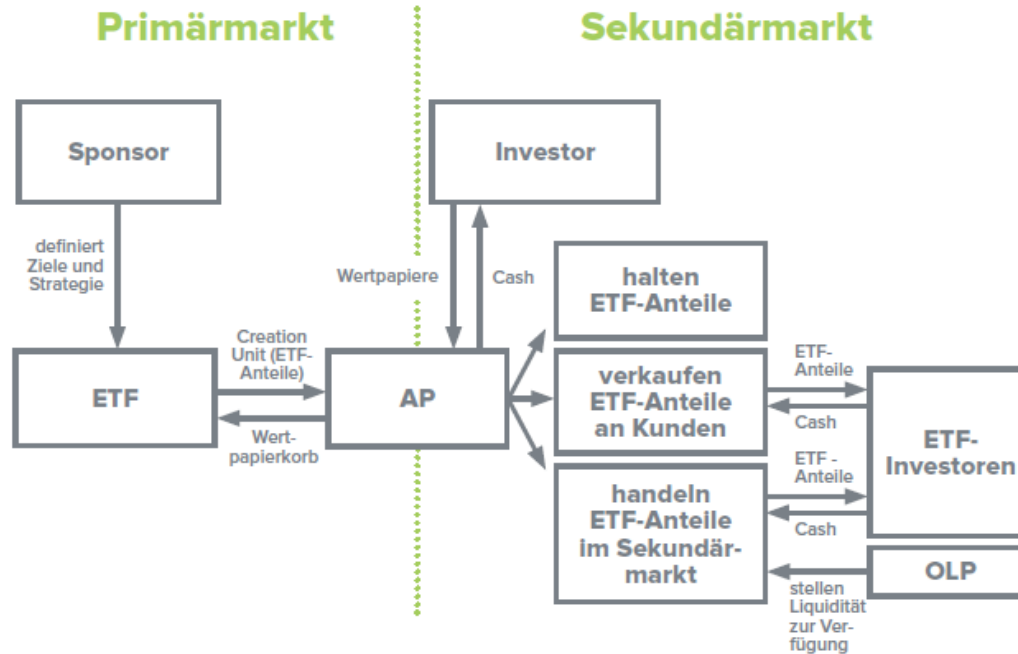 Primärmarkt
Sekundärmarkt
Sponsor
Investor
definiert
Ziele und
Strategie
Wertpapiere
Cash
halten
ETF-Anteile
Creation
Unit (ETF-
Anteile)
ETF
AP
Wert-
papierkorb
verkaufen
ETF-Anteile
an Kunden
ETF-
Anteile
Cash
ETF-
Investoren
handeln
ETF-Anteile
im Sekundär-
markt
ETF -
Anteile
Cash
OLP
stellen
Liquidität
zur Ver-
fügung